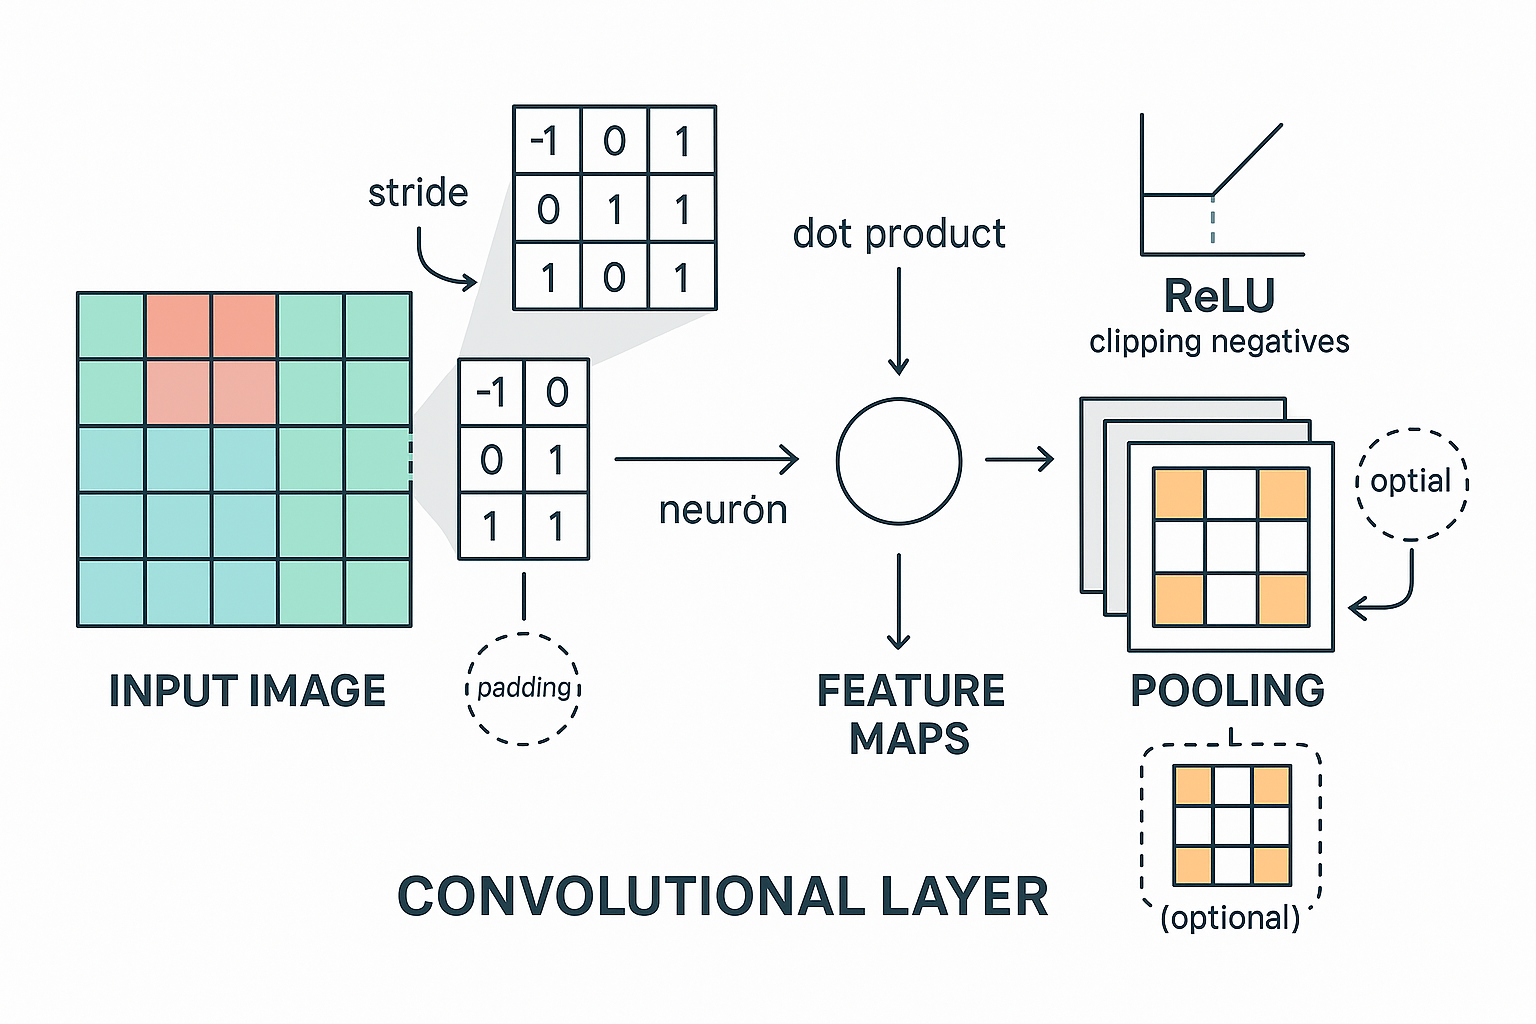 stride
-1 0 1
0 1 1
1 0 1
-1 0
0 1
1 1
padding
INPUT IMAGE
dot product
neurȯn
FEATURE
MAPS
ReLU
clipping negatives
optial
POOLING
(optional)
CONVOLUTIONAL LAYER